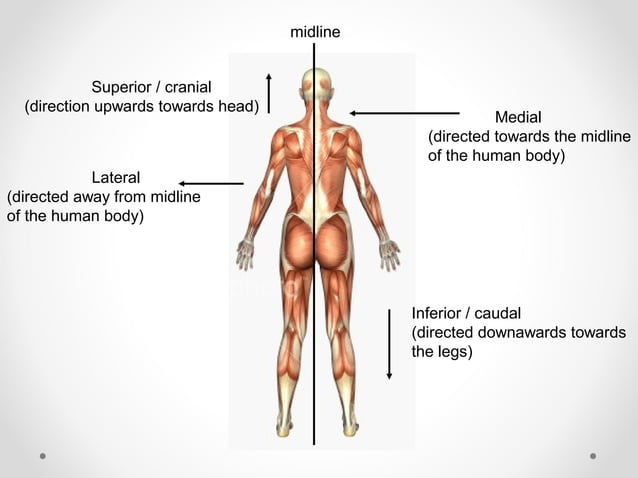 midline
Superior / cranial
(direction upwards towards head)
Medial
(directed towards the midline
of the human body)
Lateral
(directed away from midline
of the human body)
Inferior / caudal
(directed downawards towards
the legs)